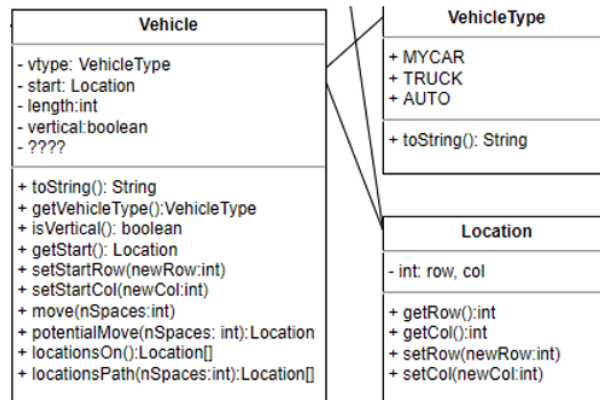 Vehicle
- vtype: VehicleType
- start: Location
- length:int
- vertical:boolean
- ????
+ toString(): String
+ getVehicleType():VehicleType
+ isVertical(): boolean
+ getStart(): Location
+ setStartRow(newRow:int)
+ setStartCol(newCol:int)
+ move(nSpaces:int)
+ potentialMove(nSpaces: int):Location
+ locationsOn():Location[]
+ locationsPath(nSpaces:int):Location[]
VehicleType
+ MYCAR
+ TRUCK
+ AUTO
+ toString(): String
Location
- int: row, col
+ getRow():int
+ getCol():int
+ setRow(newRow:int)
+ setCol(newCol:int)